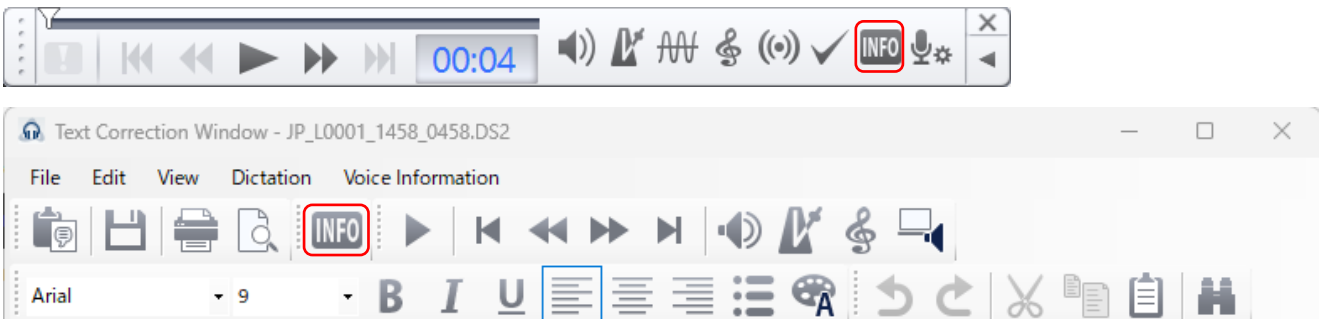 00:04 INFO
Text Correction Window - JP_L0001_1458_0458.DS2
File Edit View Dictation Voice Information
INFO
Arial 9 B I U A